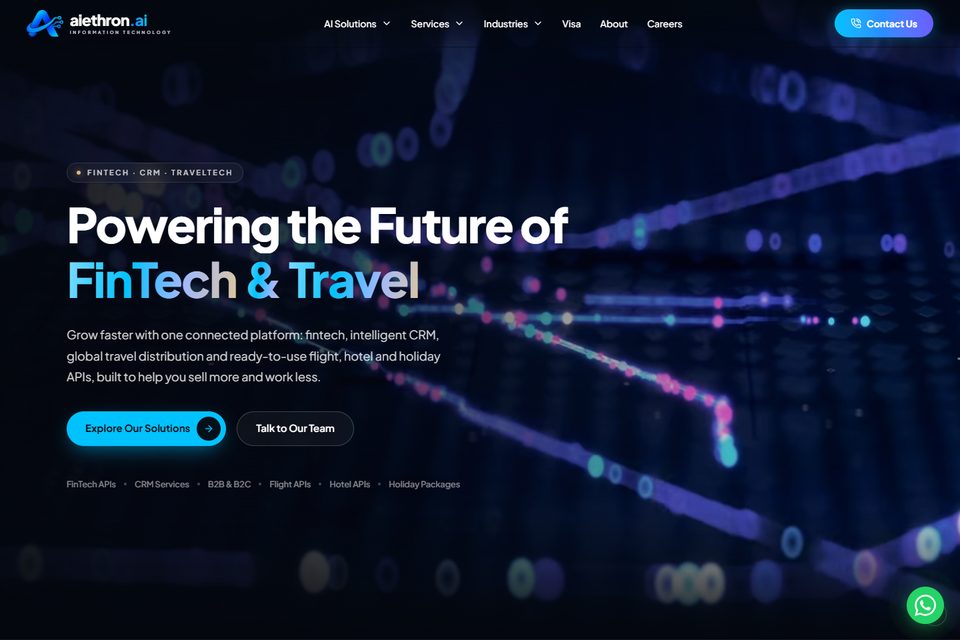 aiethron.ai
INFORMATION TECHNOLOGY
AI Solutions Services Industries Visa About Career
Contact Us
FINTECH · CRM · TRAVELTECH
Powering the Future of
FinTech & Travel
Grow faster with one connected platform: fintech, intelligent CRM,
global travel distribution and ready-to-use flight, hotel and holiday
APIs, built to help you sell more and work less.
Explore Our Solutions
Talk to Our Team
FinTech APIs • CRM Services • B2B & B2C • Flight APIs • Hotel APIs • Holiday Packages